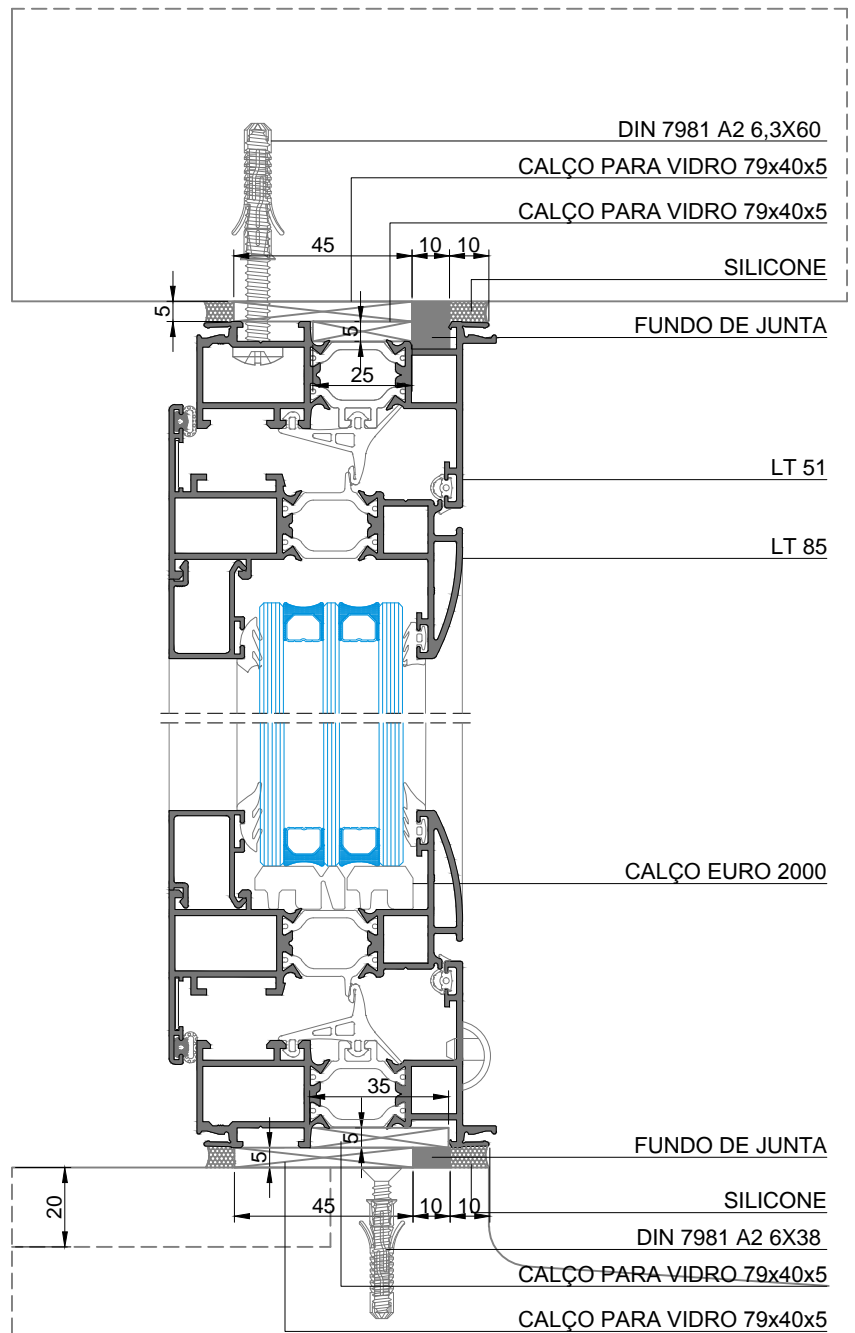 DIN 7981 A2 6,3X60
CALÇO PARA VIDRO 79x40x5
CALÇO PARA VIDRO 79x40x5
45
10
10
SILICONE
5
5
FUNDO DE JUNTA
25
LT 51
LT 85
CALÇO EURO 2000
35
5
5
FUNDO DE JUNTA
20
45
10
10
SILICONE
DIN 7981 A2 6X38
CALÇO PARA VIDRO 79x40x5
CALÇO PARA VIDRO 79x40x5